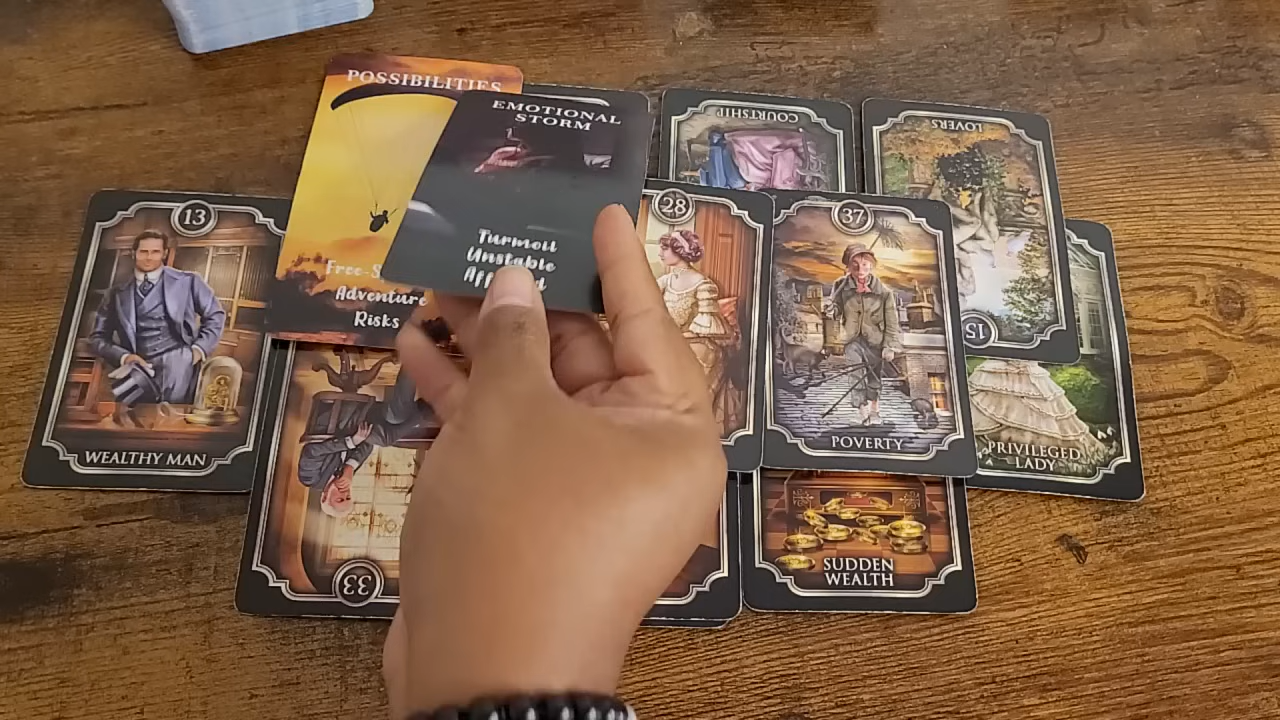 POSSIBILITIES
EMOTIONAL
STORM
Turmoil
Unstable
Adventure
Risks
COURTSHIP
LOVERS
15
13
WEALTHY MAN
28
37
POVERTY
PRIVILEGED
LADY
33
SUDDEN
WEALTH